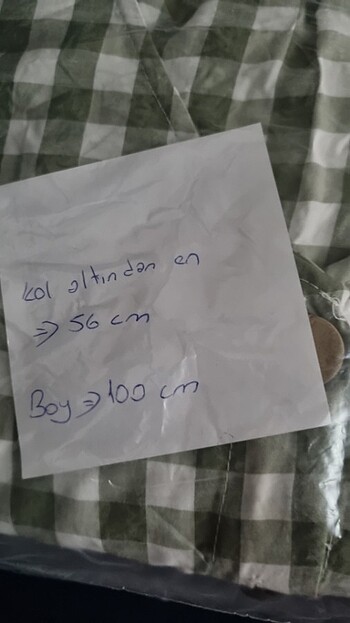 Kol altından en
=> 56 cm
Boy => 100 cm